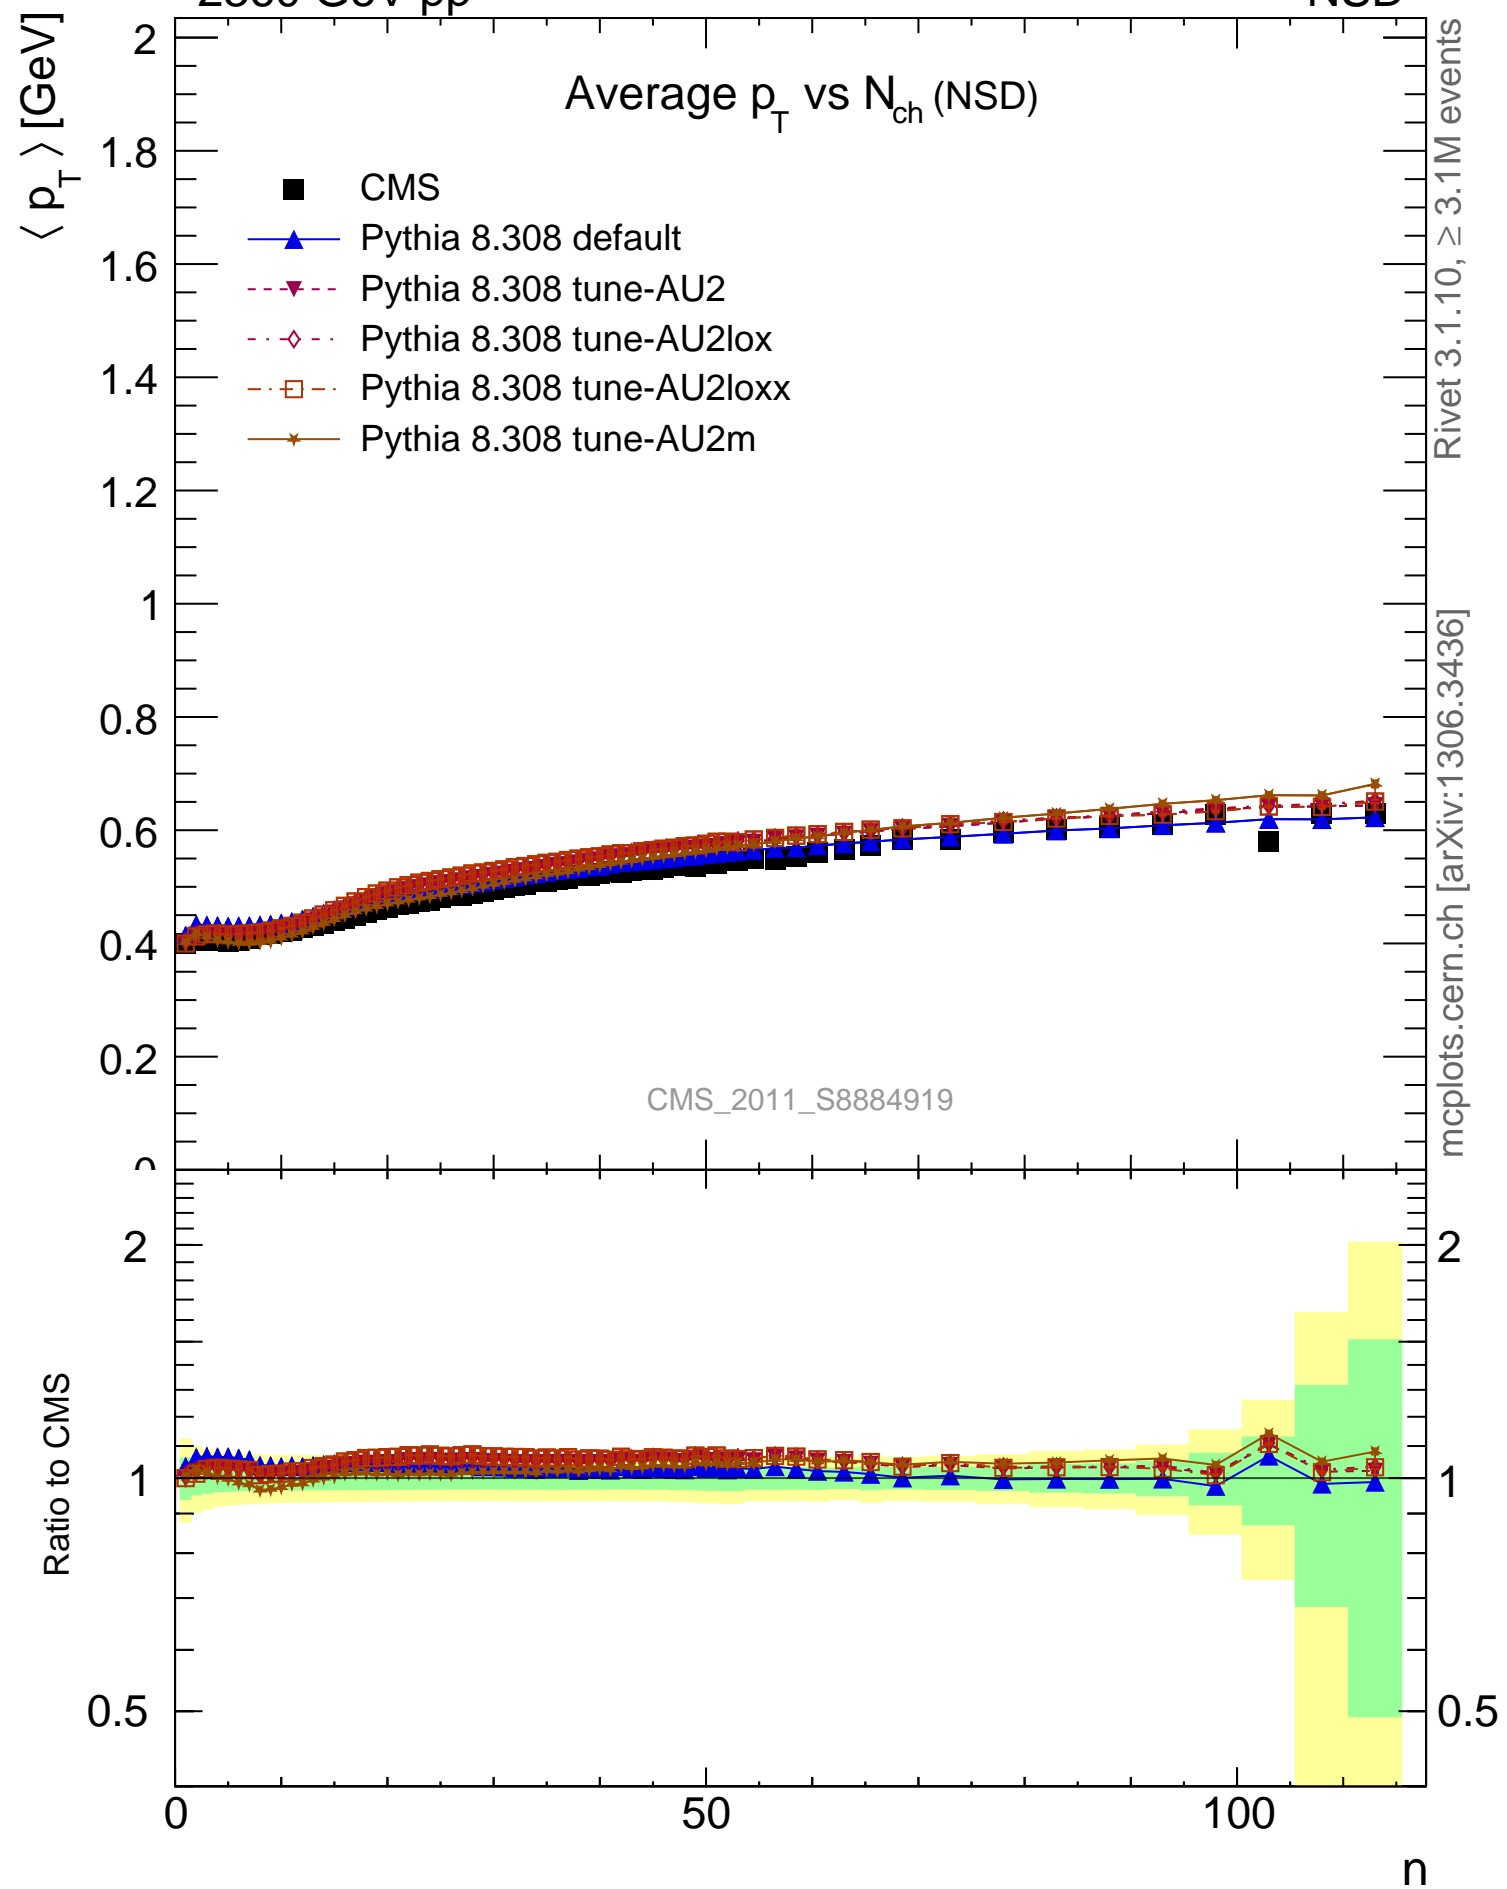 ⟨ p_T ⟩ [GeV]
Average p_T vs N_ch (NSD)
CMS
Pythia 8.308 default
Pythia 8.308 tune-AU2
Pythia 8.308 tune-AU2lox
Pythia 8.308 tune-AU2loxx
Pythia 8.308 tune-AU2m
2
1.8
1.6
1.4
1.2
1
0.8
0.6
0.4
0.2
CMS_2011_S8884919
Rivet 3.1.10, ≥ 3.1M events
mcplots.cern.ch [arXiv:1306.3436]
Ratio to CMS
2
1
0.5
2
1
0.5
0
50
100
n